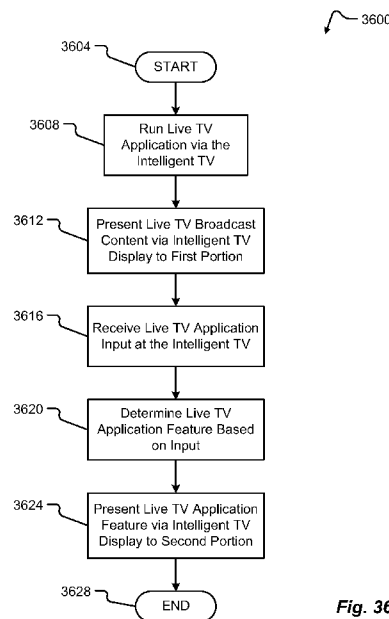 3600
3604
START
3608
Run Live TV
Application via the
Intelligent TV
3612
Present Live TV Broadcast
Content via Intelligent TV
Display to First Portion
3616
Receive Live TV Application
Input at the Intelligent TV
3620
Determine Live TV
Application Feature Based
on Input
3624
Present Live TV Application
Feature via Intelligent TV
Display to Second Portion
3628
END
Fig. 36